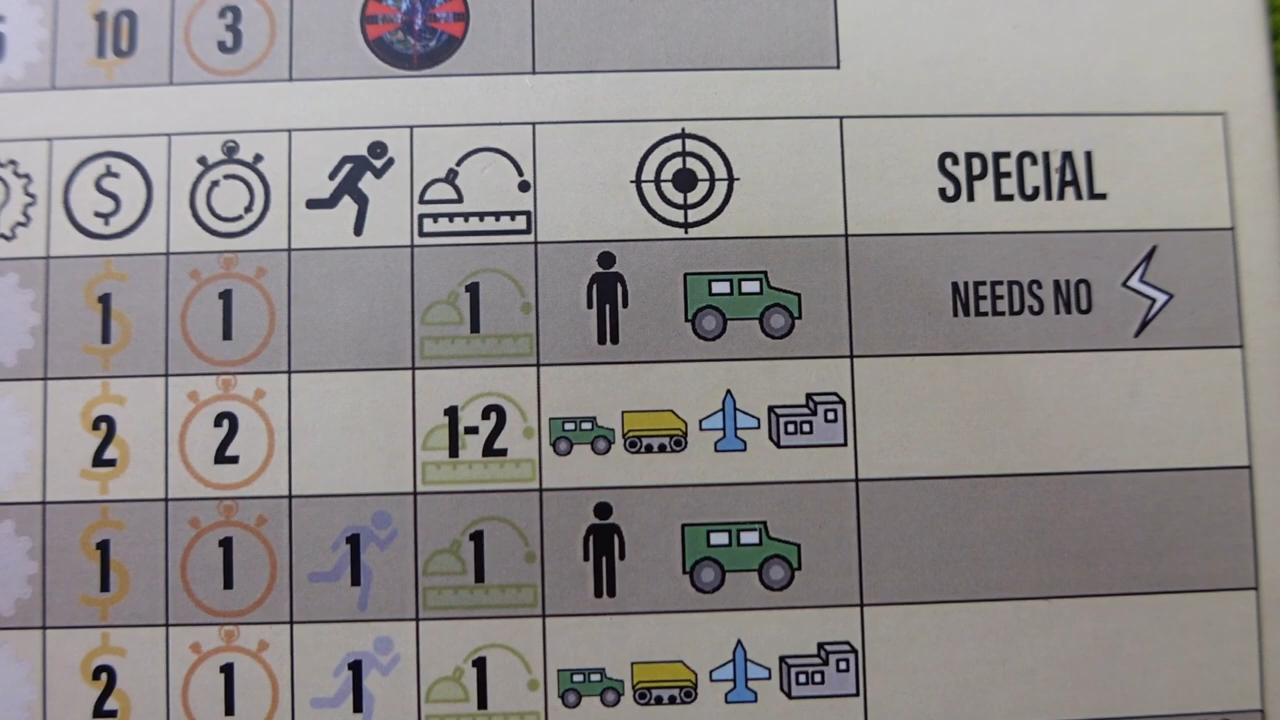 10 3
$ SPECIAL
$1 1 1 NEEDS NO
$2 2 1-2
$1 1 1 1
$2 1 1 1